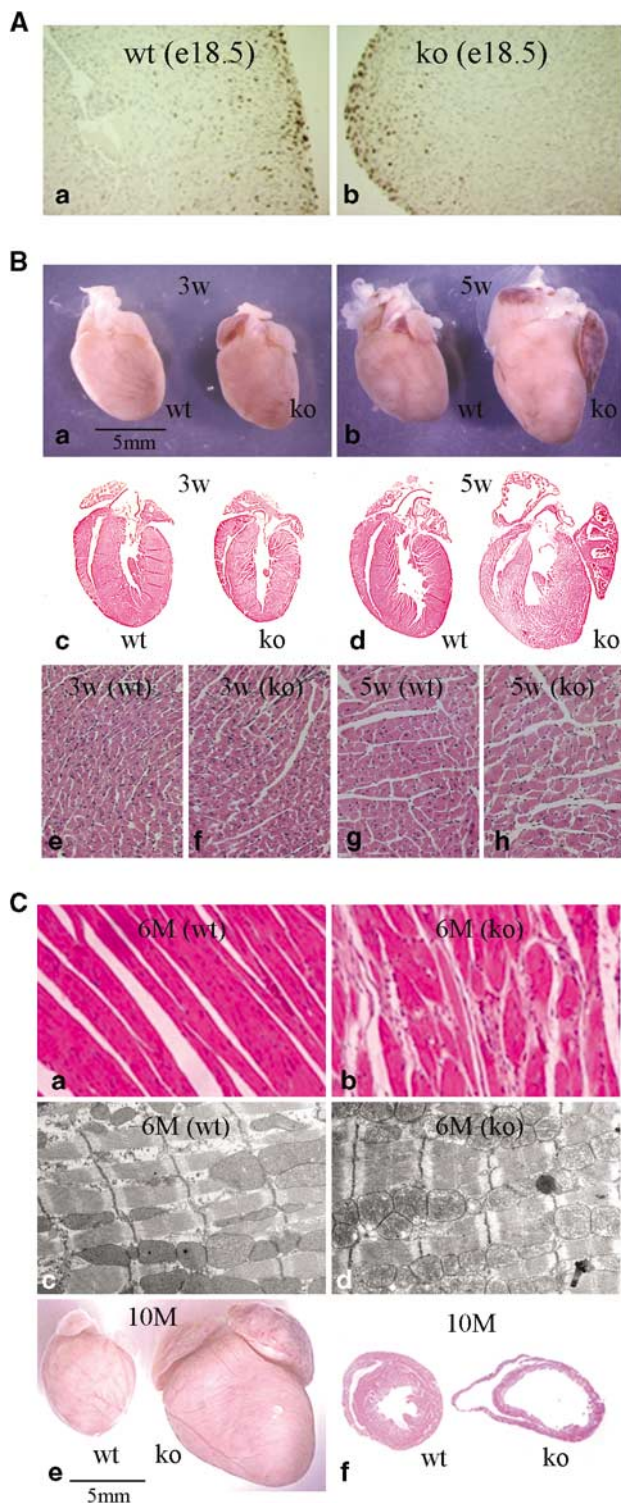 A
wt (e18.5)
ko (e18.5)
a
b
B
3w
5w
wt
ko
wt
ko
a
5mm
b
3w
5w
c
wt
ko
d
wt
ko
3w (wt)
3w (ko)
5w (wt)
5w (ko)
e
f
g
h
C
6M (wt)
6M (ko)
a
b
6M (wt)
6M (ko)
c
d
10M
10M
wt
ko
wt
ko
e
5mm
f